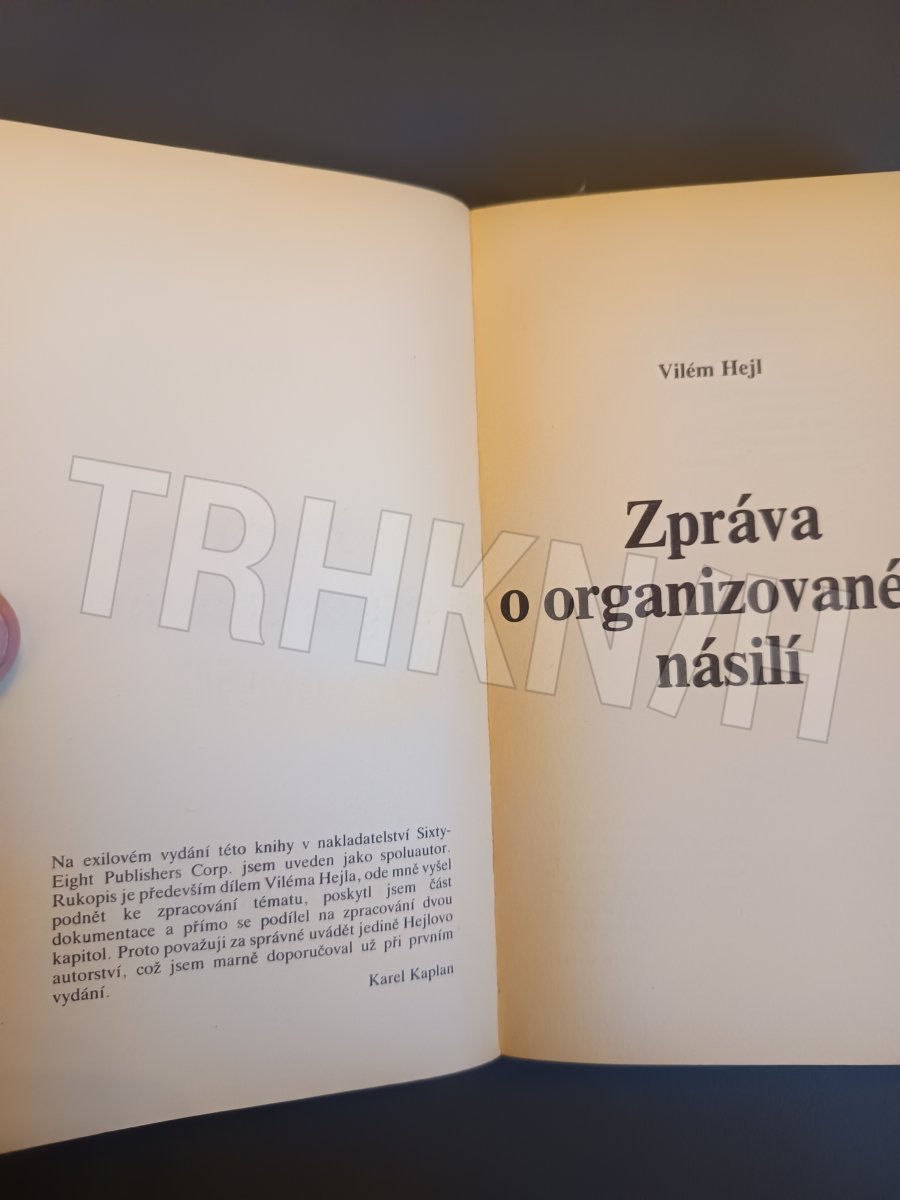 Na exilovém vydání této knihy v nakladatelství Sixty-
Eight Publishers Corp. jsem uveden jako spoluautor.
Rukopis je především dílem Viléma Hejla, ode mně vyšel
podnět ke zpracování tématu, poskytl jsem část
dokumentace a přímo se podílel na zpracování dvou
kapitol. Proto považuji za správné uvádět jedině Hejlovo
autorství, což jsem marně doporučoval už při prvním
vydání.
Karel Kaplan
Vilém Hejl
Zpráva
o organizované
násilí
TRHKNIH